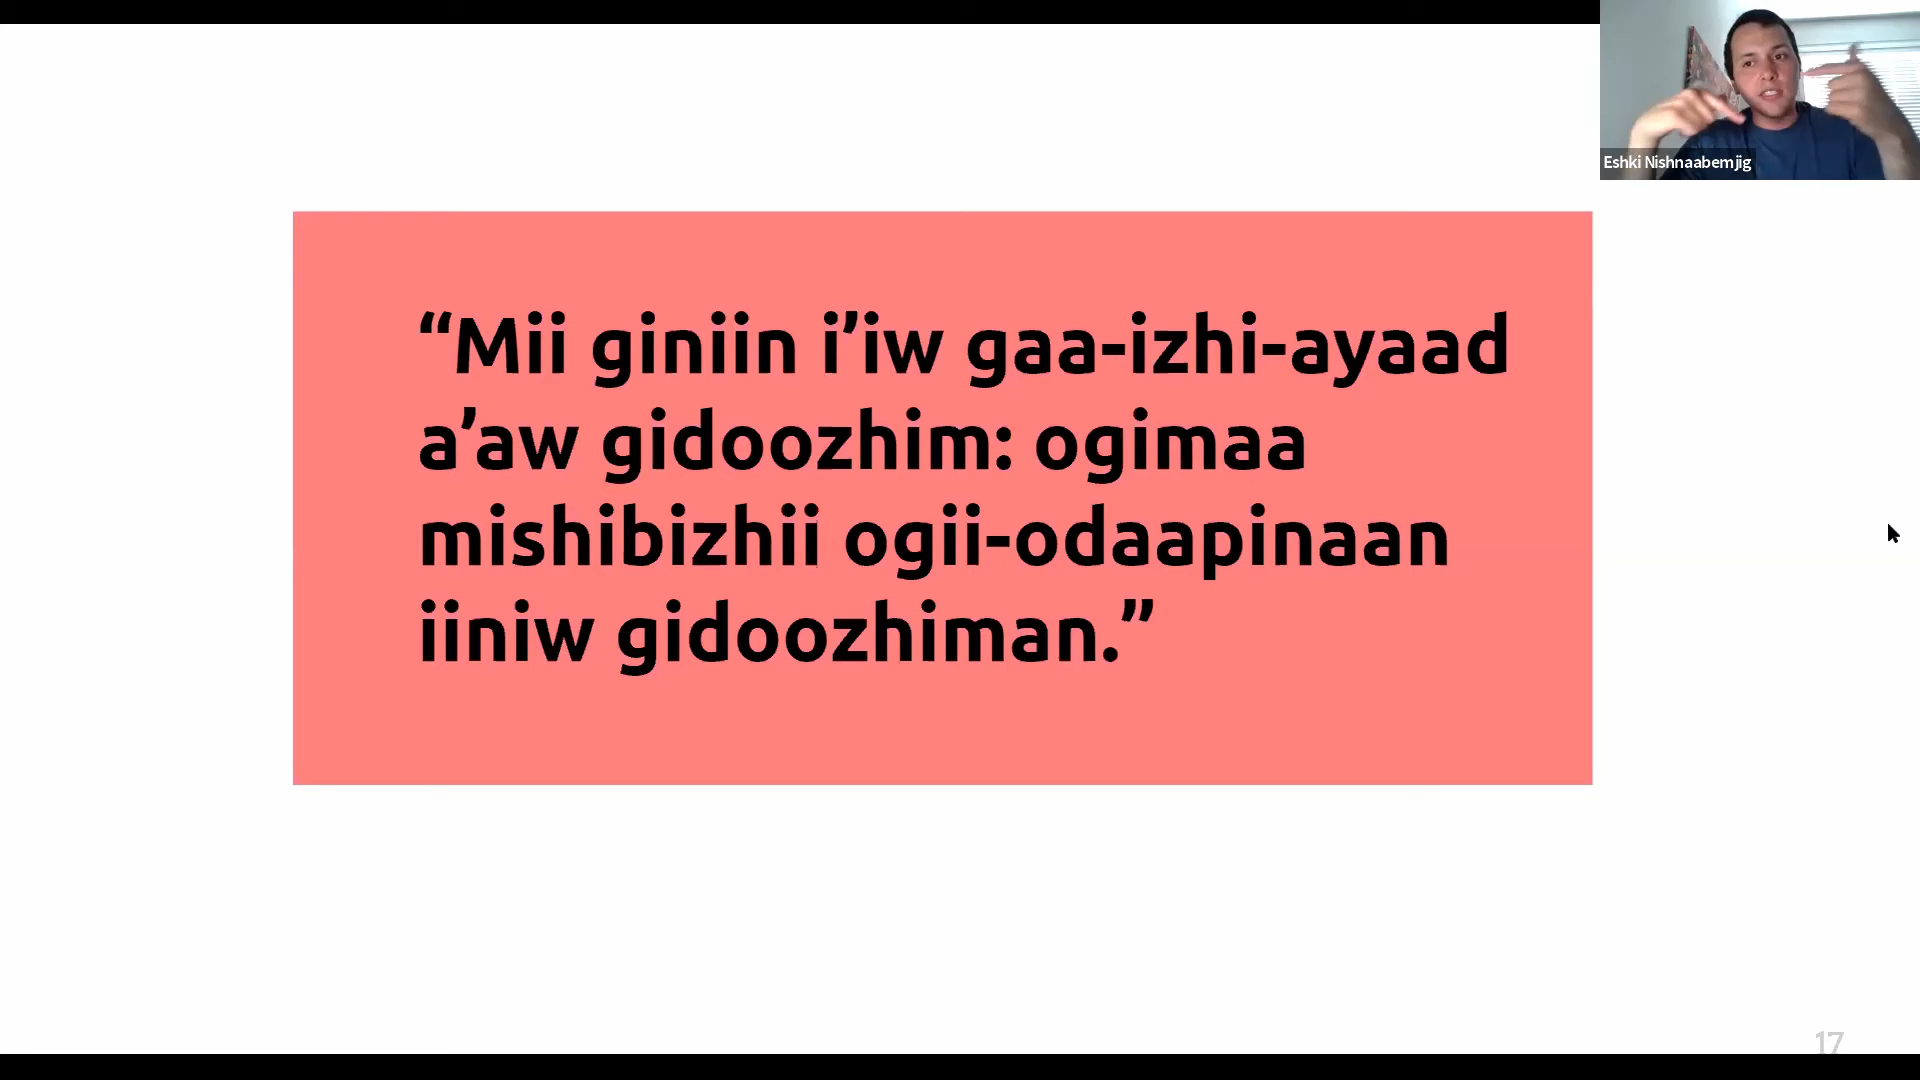 Eshki Nishnaabemjig
“Mii giniin i’iw gaa-izhi-ayaad
a’aw gidoozhim: ogimaa
mishibizhii ogii-odaapinaan
iiniw gidoozhiman.”
17